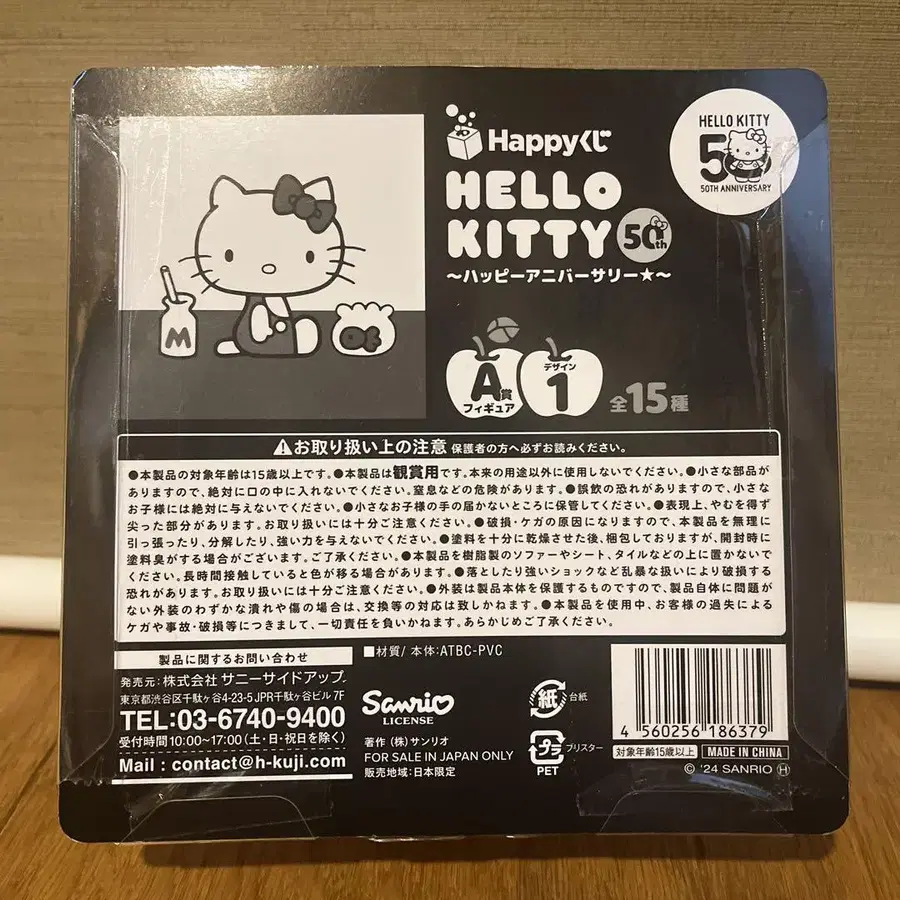 Happyくじ
HELLO
KITTY 50th
～ハッピーアニバーサリー★～
HELLO KITTY
50
50TH ANNIVERSARY
M
A賞
フィギュア
デザイン
1
全15種
⚠お取り扱い上の注意 保護者の方へ必ずお読みください。
●本製品の対象年齢は15歳以上です。●本製品は観賞用です。本来の用途以外に使用しないでください。●小さな部品が
ありますので、絶対に口の中に入れないでください。窒息などの危険があります。●誤飲の恐れがありますので、小さな
お子様には絶対に与えないでください。●小さなお子様の手の届かないところに保管してください。●表現上、やむを得ず
尖った部分があります。お取り扱いには十分ご注意ください。●破損・ケガの原因になりますので、本製品を無理に
引っ張ったり、分解したり、強い力を与えないでください。●塗料を十分に乾燥させた後、梱包しておりますが、開封時に
塗料臭がする場合がございます。ご了承ください。●本製品を樹脂製のソファーやシート、タイルなどの上に置かないで
ください。長時間接触していると色が移る場合があります。●落としたり強いショックなど乱暴な扱いにより破損する
恐れがあります。お取り扱いには十分ご注意ください。●外装は製品本体を保護するものですので、製品自体に問題が
ない外装のわずかな潰れや傷の場合は、交換等の対応は致しかねます。●本製品を使用中、お客様の過失による
ケガや事故・破損等につきまして、一切責任を負いかねます。あらかじめご了承ください。
製品に関するお問い合わせ
発売元：株式会社 サニーサイドアップ
東京都渋谷区千駄ヶ谷4-23-5 JPR千駄ヶ谷ビル 7F
TEL:03-6740-9400
受付時間 10:00～17:00（土・日・祝日を除く）
Mail : contact@h-kuji.com
■材質/ 本体:ATBC-PVC
Sanrio
LICENSE
著作（株）サンリオ
FOR SALE IN JAPAN ONLY
販売地域：日本限定
紙 台紙
プラ ブリスター
PET
4 560256 186379
対象年齢15歳以上 MADE IN CHINA
© '24 SANRIO Ⓗ